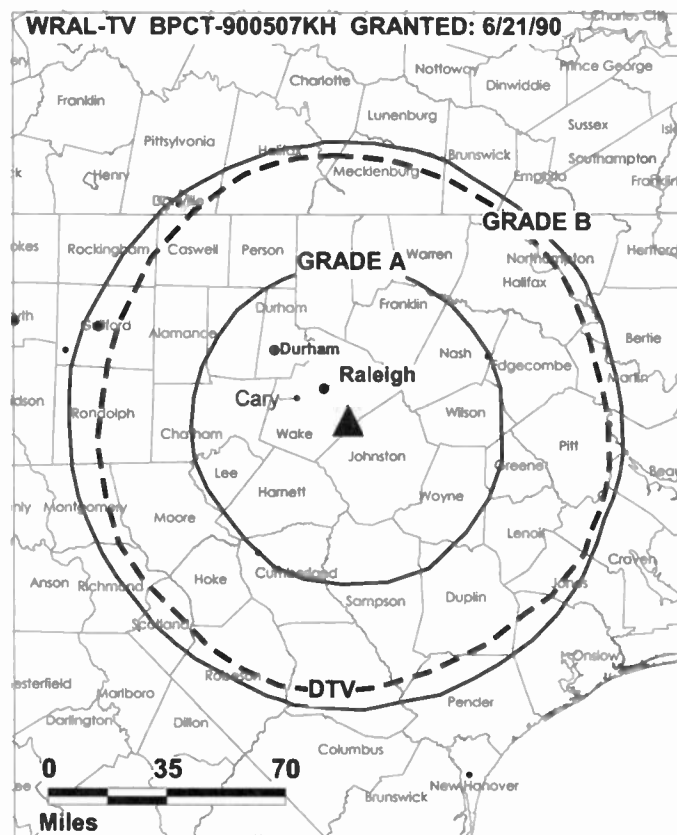 WRAL-TV BPCT-900507KH GRANTED: 6/21/90
Charles City
Prince George
Nottoway
Dinwiddie
Charlotte
Franklin
Lunenburg
Sussex
Pittsylvania
Halifax
Brunswick
Southampton
Henry
Mecklenburg
Emporia
Franklin
Danville
GRADE B
Rockingham
Caswell
Person
Warren
Northampton
Hertford
GRADE A
Halifax
Durham
Franklin
Guilford
Alamance
Bertie
Durham
Nash
Edgecombe
Martin
Raleigh
Randolph
Cary
Wilson
Chatham
Wake
Pitt
Johnston
Lee
Greene
Harnett
Wayne
Montgomery
Moore
Lenoir
Craven
Anson
Richmond
Hoke
Cumberland
Jones
Sampson
Duplin
Scotland
Onslow
Robeson
DTV
Marlboro
Pender
Darlington
Dillon
Columbus
0 35 70
New Hanover
Brunswick
Miles